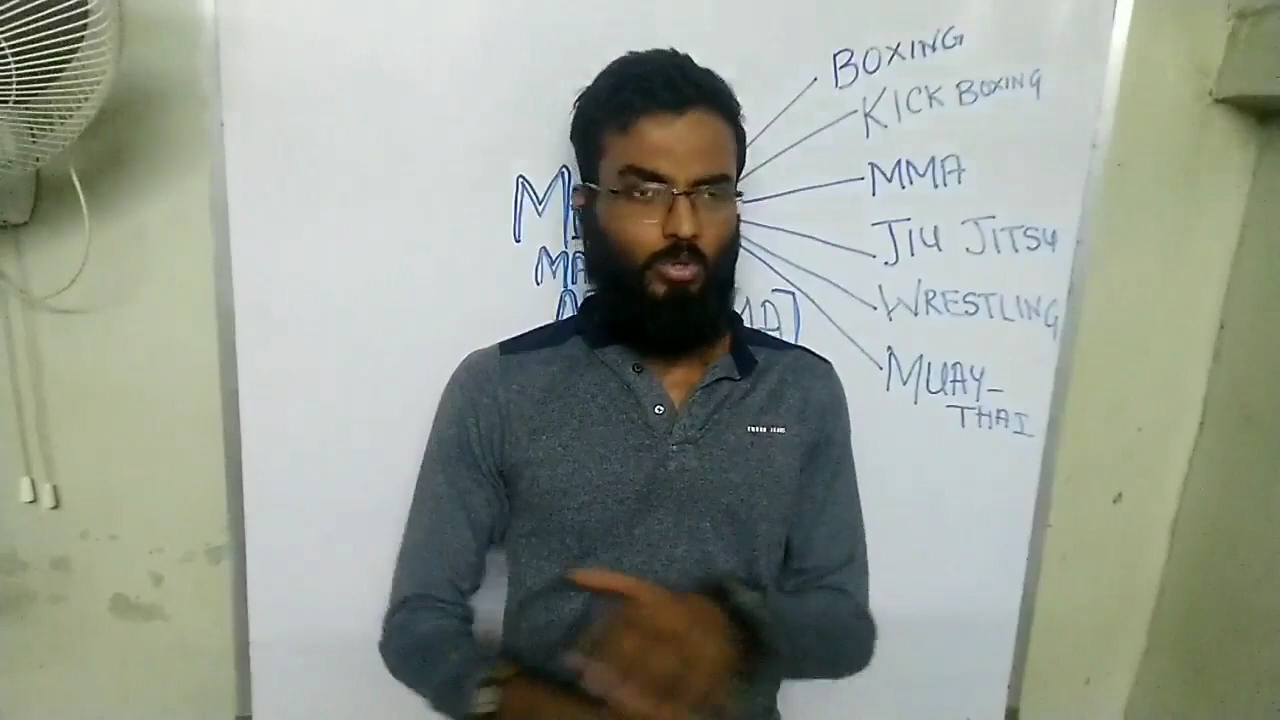 BOXING
KICK BOXING
MMA
JIU JITSU
WRESTLING
MUAY-
THAI